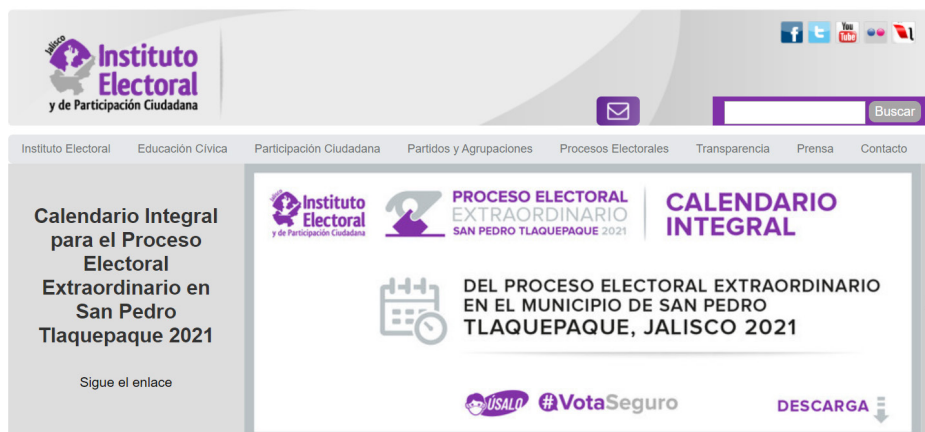 Jalisco
Instituto
Electoral
y de Participación Ciudadana
You
Tube
Buscar
Instituto Electoral Educación Cívica Participación Ciudadana Partidos y Agrupaciones Procesos Electorales Transparencia Prensa Contacto
Calendario Integral
para el Proceso
Electoral
Extraordinario en
San Pedro
Tlaquepaque 2021
Sigue el enlace
Jalisco
Instituto
Electoral
y de Participación Ciudadana
PROCESO ELECTORAL
EXTRAORDINARIO
SAN PEDRO TLAQUEPAQUE 2021
CALENDARIO
INTEGRAL
DEL PROCESO ELECTORAL EXTRAORDINARIO
EN EL MUNICIPIO DE SAN PEDRO
TLAQUEPAQUE, JALISCO 2021
ÚSALO #VotaSeguro
DESCARGA